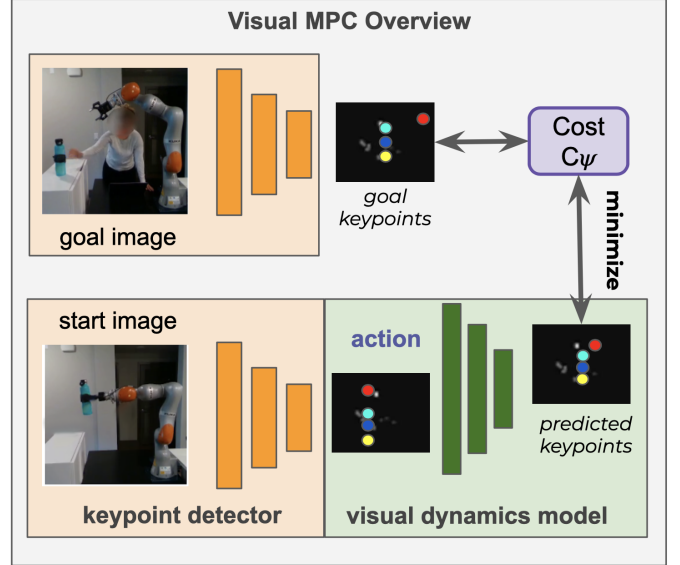 Visual MPC Overview
goal image
goal
keypoints
Cost
Cψ
minimize
start image
action
predicted
keypoints
keypoint detector
visual dynamics model